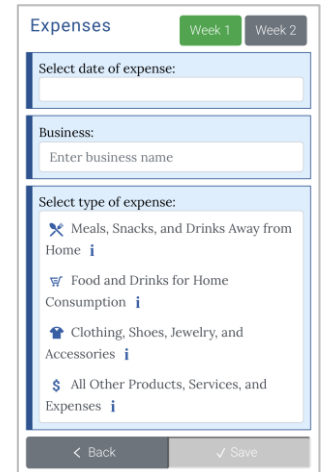 Expenses
Week 1
Week 2
Select date of expense:
Business:
Enter business name
Select type of expense:
Meals, Snacks, and Drinks Away from
Home i
Food and Drinks for Home
Consumption i
Clothing, Shoes, Jewelry, and
Accessories i
$ All Other Products, Services, and
Expenses i
< Back
✓ Save